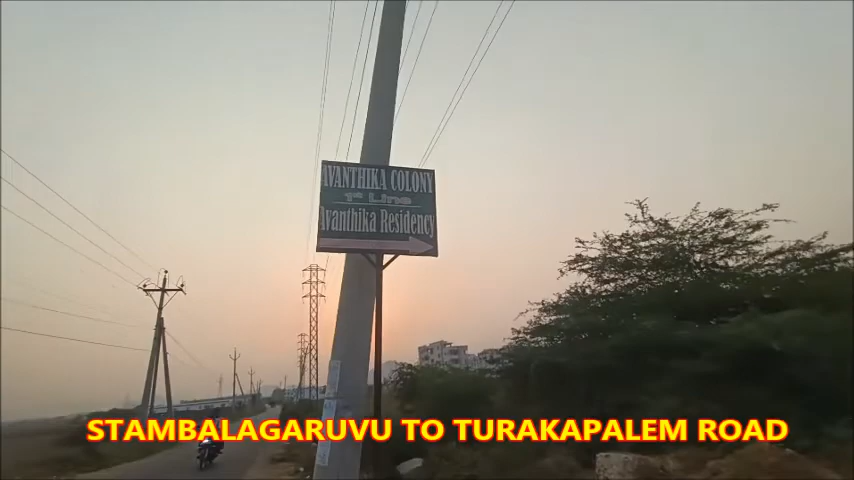 AVANTHIKA COLONY
1st Line
Avanthika Residency
STAMBALAGARUVU TO TURAKAPALEM ROAD